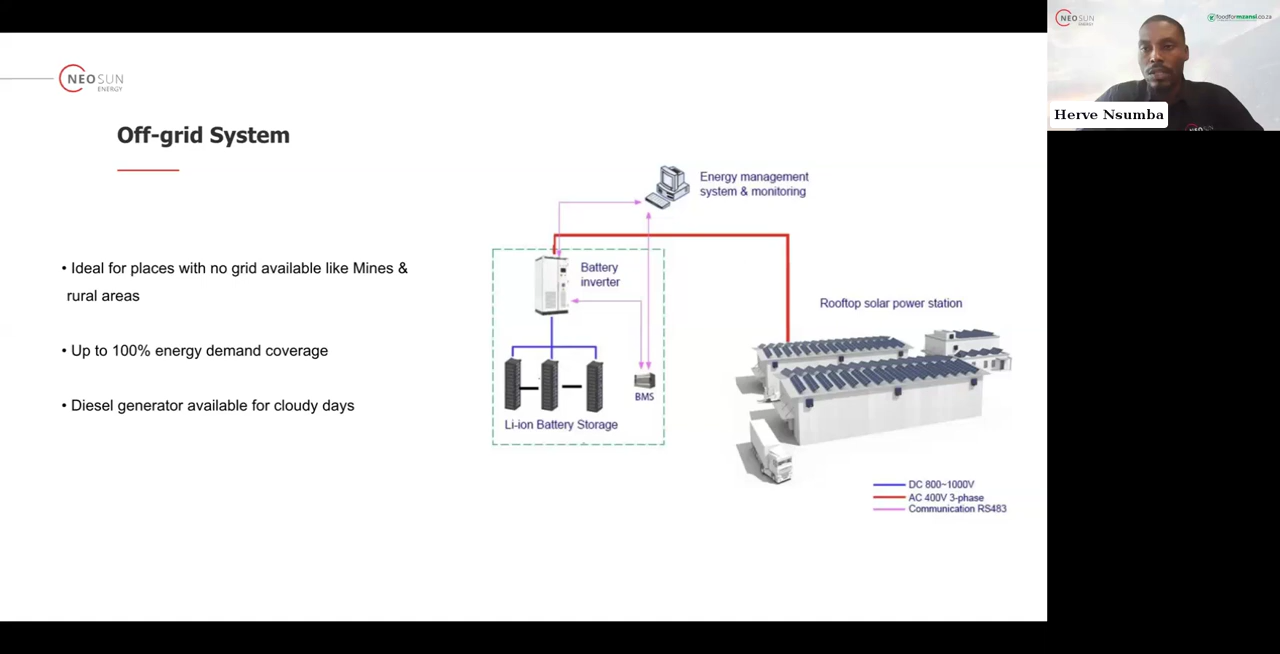 NEOSUN
ENERGY
Off-grid System
• Ideal for places with no grid available like Mines &
rural areas
• Up to 100% energy demand coverage
• Diesel generator available for cloudy days
Energy management
system & monitoring
Battery
inverter
BMS
Li-ion Battery Storage
Rooftop solar power station
DC 800~1000V
AC 400V 3-phase
Communication RS483
NEOSUN
ENERGY
foodformzansi.co.za
Herve Nsumba
NEOSUN